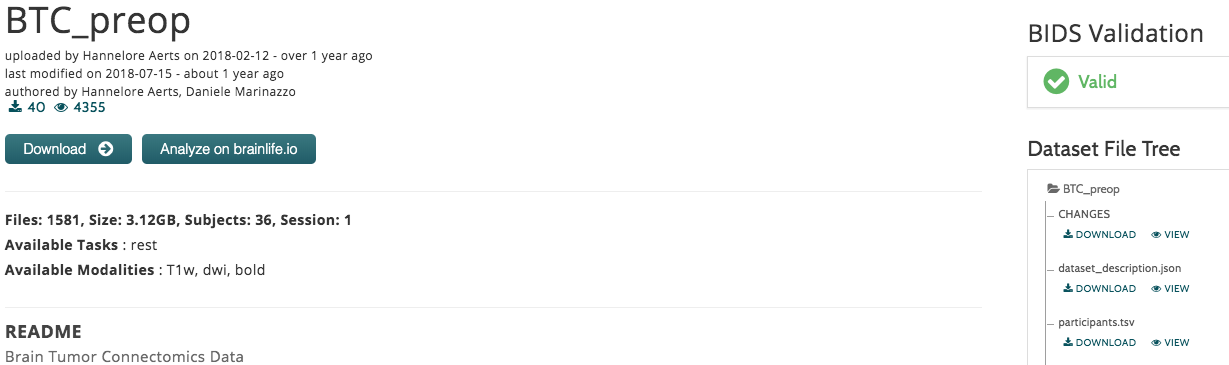 BTC_preop
uploaded by Hannelore Aerts on 2018-02-12 - over 1 year ago
last modified on 2018-07-15 - about 1 year ago
authored by Hannelore Aerts, Daniele Marinazzo
40 4355
Download Analyze on brainlife.io
Files: 1581, Size: 3.12GB, Subjects: 36, Session: 1
Available Tasks : rest
Available Modalities : T1w, dwi, bold
README
Brain Tumor Connectomics Data
BIDS Validation
Valid
Dataset File Tree
BTC_preop
CHANGES
DOWNLOAD VIEW
dataset_description.json
DOWNLOAD VIEW
participants.tsv
DOWNLOAD VIEW